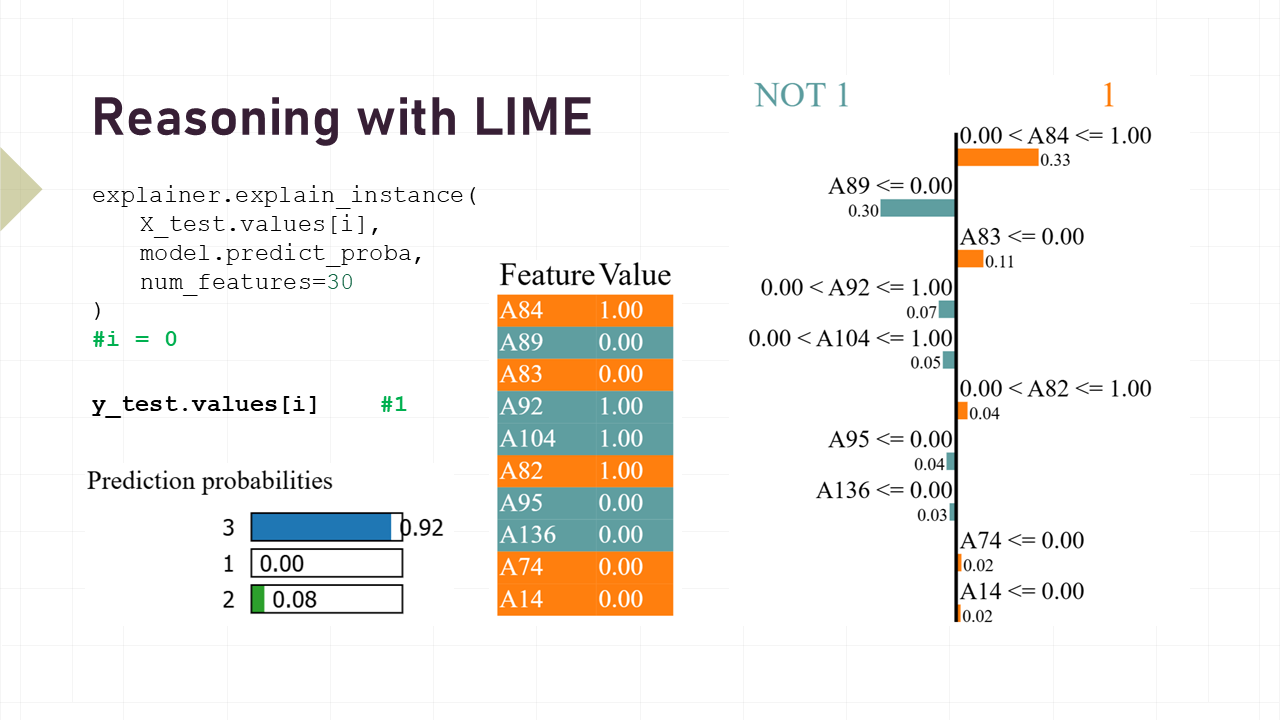 Reasoning with LIME
explainer.explain_instance(
X_test.values[i],
model.predict_proba,
num_features=30
)
#i = 0
y_test.values[i] #1
Prediction probabilities
3 0.92
1 0.00
2 0.08
Feature Value
A84 1.00
A89 0.00
A83 0.00
A92 1.00
A104 1.00
A82 1.00
A95 0.00
A136 0.00
A74 0.00
A14 0.00
NOT 1 1
0.00 < A84 <= 1.00
0.33
A89 <= 0.00
0.30
A83 <= 0.00
0.11
0.00 < A92 <= 1.00
0.07
0.00 < A104 <= 1.00
0.05
0.00 < A82 <= 1.00
0.04
A95 <= 0.00
0.04
A136 <= 0.00
0.03
A74 <= 0.00
0.02
A14 <= 0.00
0.02